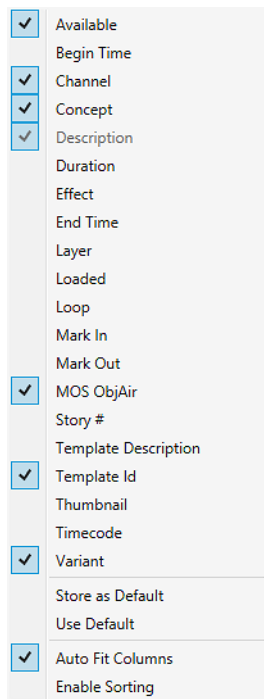 Available
Begin Time
Channel
Concept
Description
Duration
Effect
End Time
Layer
Loaded
Loop
Mark In
Mark Out
MOS ObjAir
Story #
Template Description
Template Id
Thumbnail
Timecode
Variant
Store as Default
Use Default
Auto Fit Columns
Enable Sorting